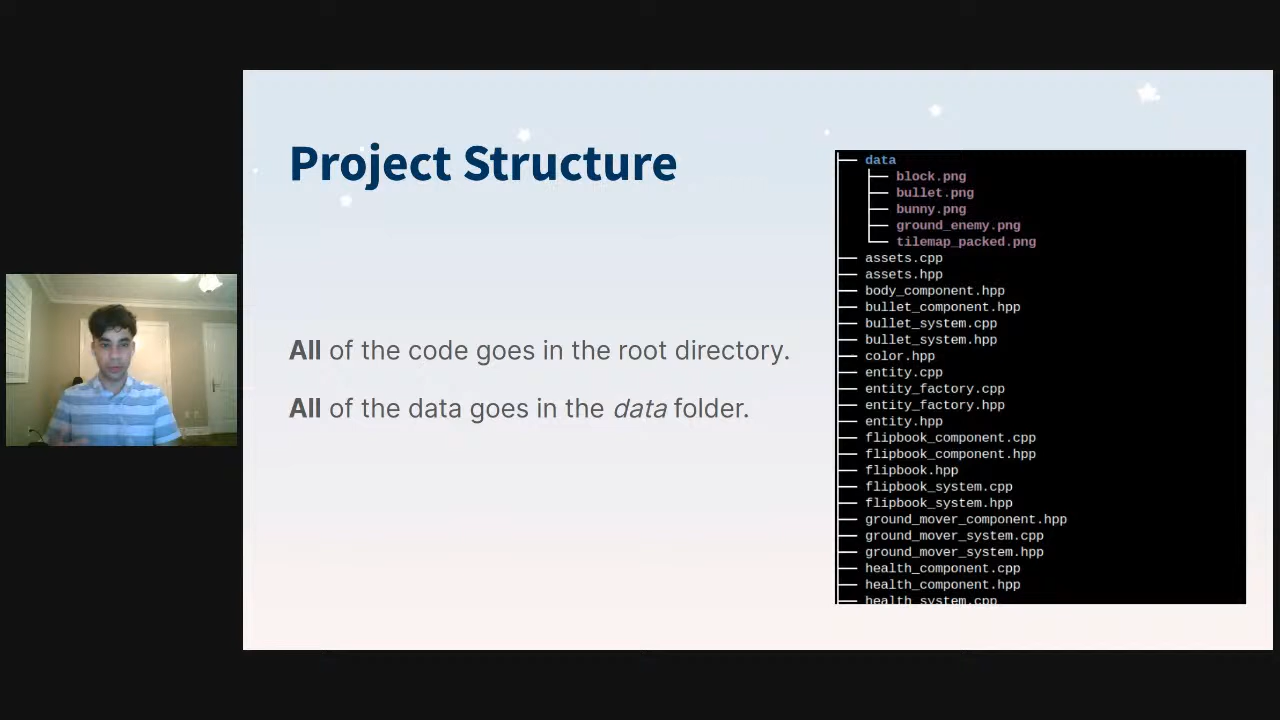 Project Structure
All of the code goes in the root directory.
All of the data goes in the data folder.
data
block.png
bullet.png
bunny.png
ground_enemy.png
tilemap_packed.png
assets.cpp
assets.hpp
body_component.hpp
bullet_component.hpp
bullet_system.cpp
bullet_system.hpp
color.hpp
entity.cpp
entity_factory.cpp
entity_factory.hpp
entity.hpp
flipbook_component.cpp
flipbook_component.hpp
flipbook.hpp
flipbook_system.cpp
flipbook_system.hpp
ground_mover_component.hpp
ground_mover_system.cpp
ground_mover_system.hpp
health_component.cpp
health_component.hpp
health_system.cpp